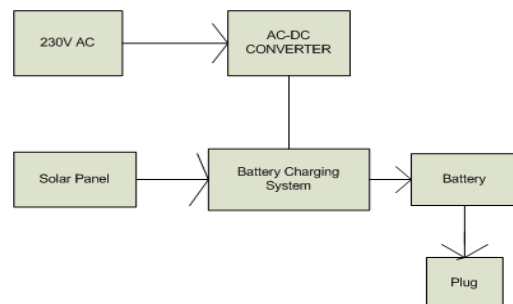 230V AC
AC-DC
CONVERTER
Solar Panel
Battery Charging
System
Battery
Plug